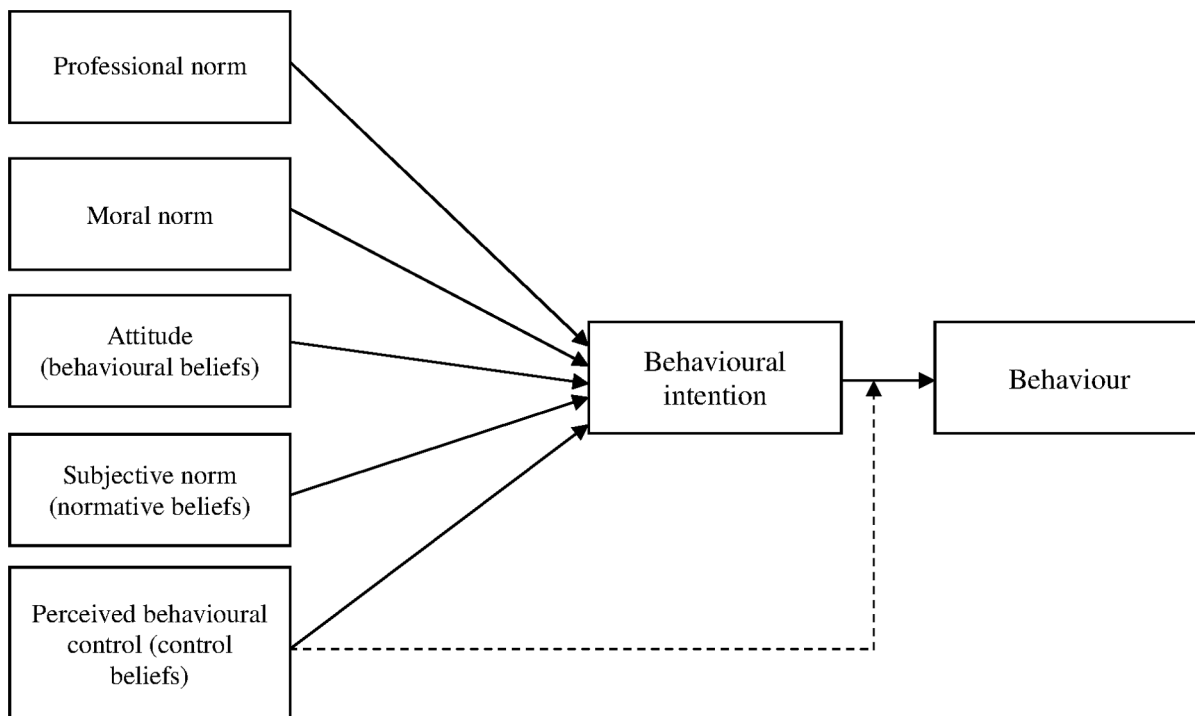 Professional norm
Moral norm
Attitude
(behavioural beliefs)
Subjective norm
(normative beliefs)
Perceived behavioural
control (control
beliefs)
Behavioural
intention
Behaviour